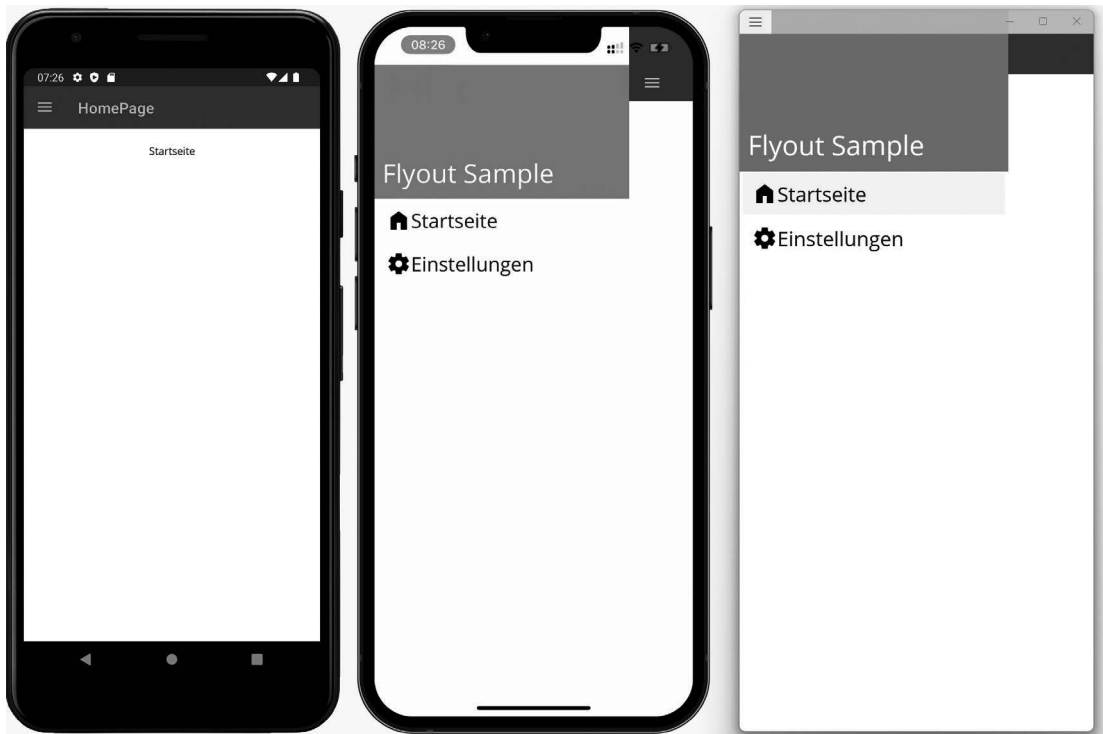 07:26
HomePage
Startseite
08:26
Flyout Sample
Startseite
Einstellungen
Flyout Sample
Startseite
Einstellungen